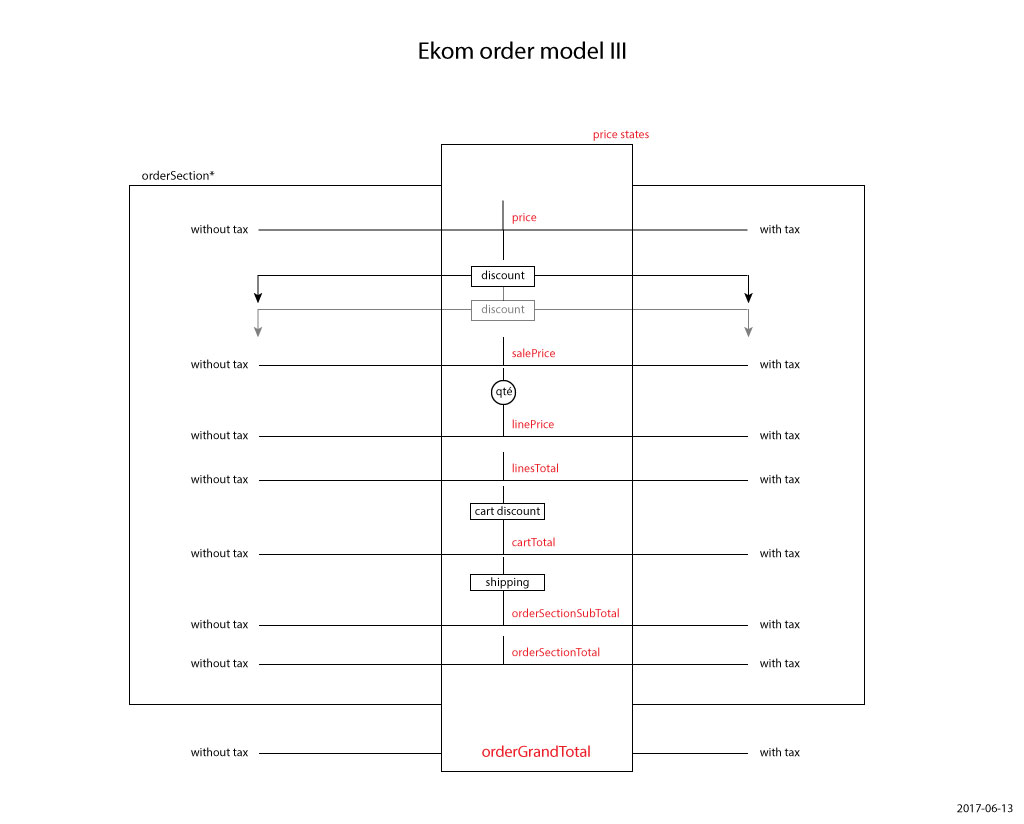 Ekom order model III
price states
orderSection*
price
without tax
with tax
discount
discount
salePrice
without tax
with tax
qté
linePrice
without tax
with tax
linesTotal
without tax
with tax
cart discount
cartTotal
without tax
with tax
shipping
orderSectionSubTotal
without tax
with tax
orderSectionTotal
without tax
with tax
without tax
orderGrandTotal
with tax
2017-06-13